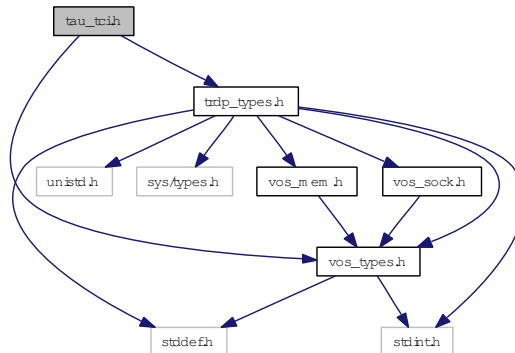 tau_tci.h
trdp_types.h
unistd.h
sys/types.h
vos_mem.h
vos_sock.h
vos_types.h
stddef.h
stdint.h